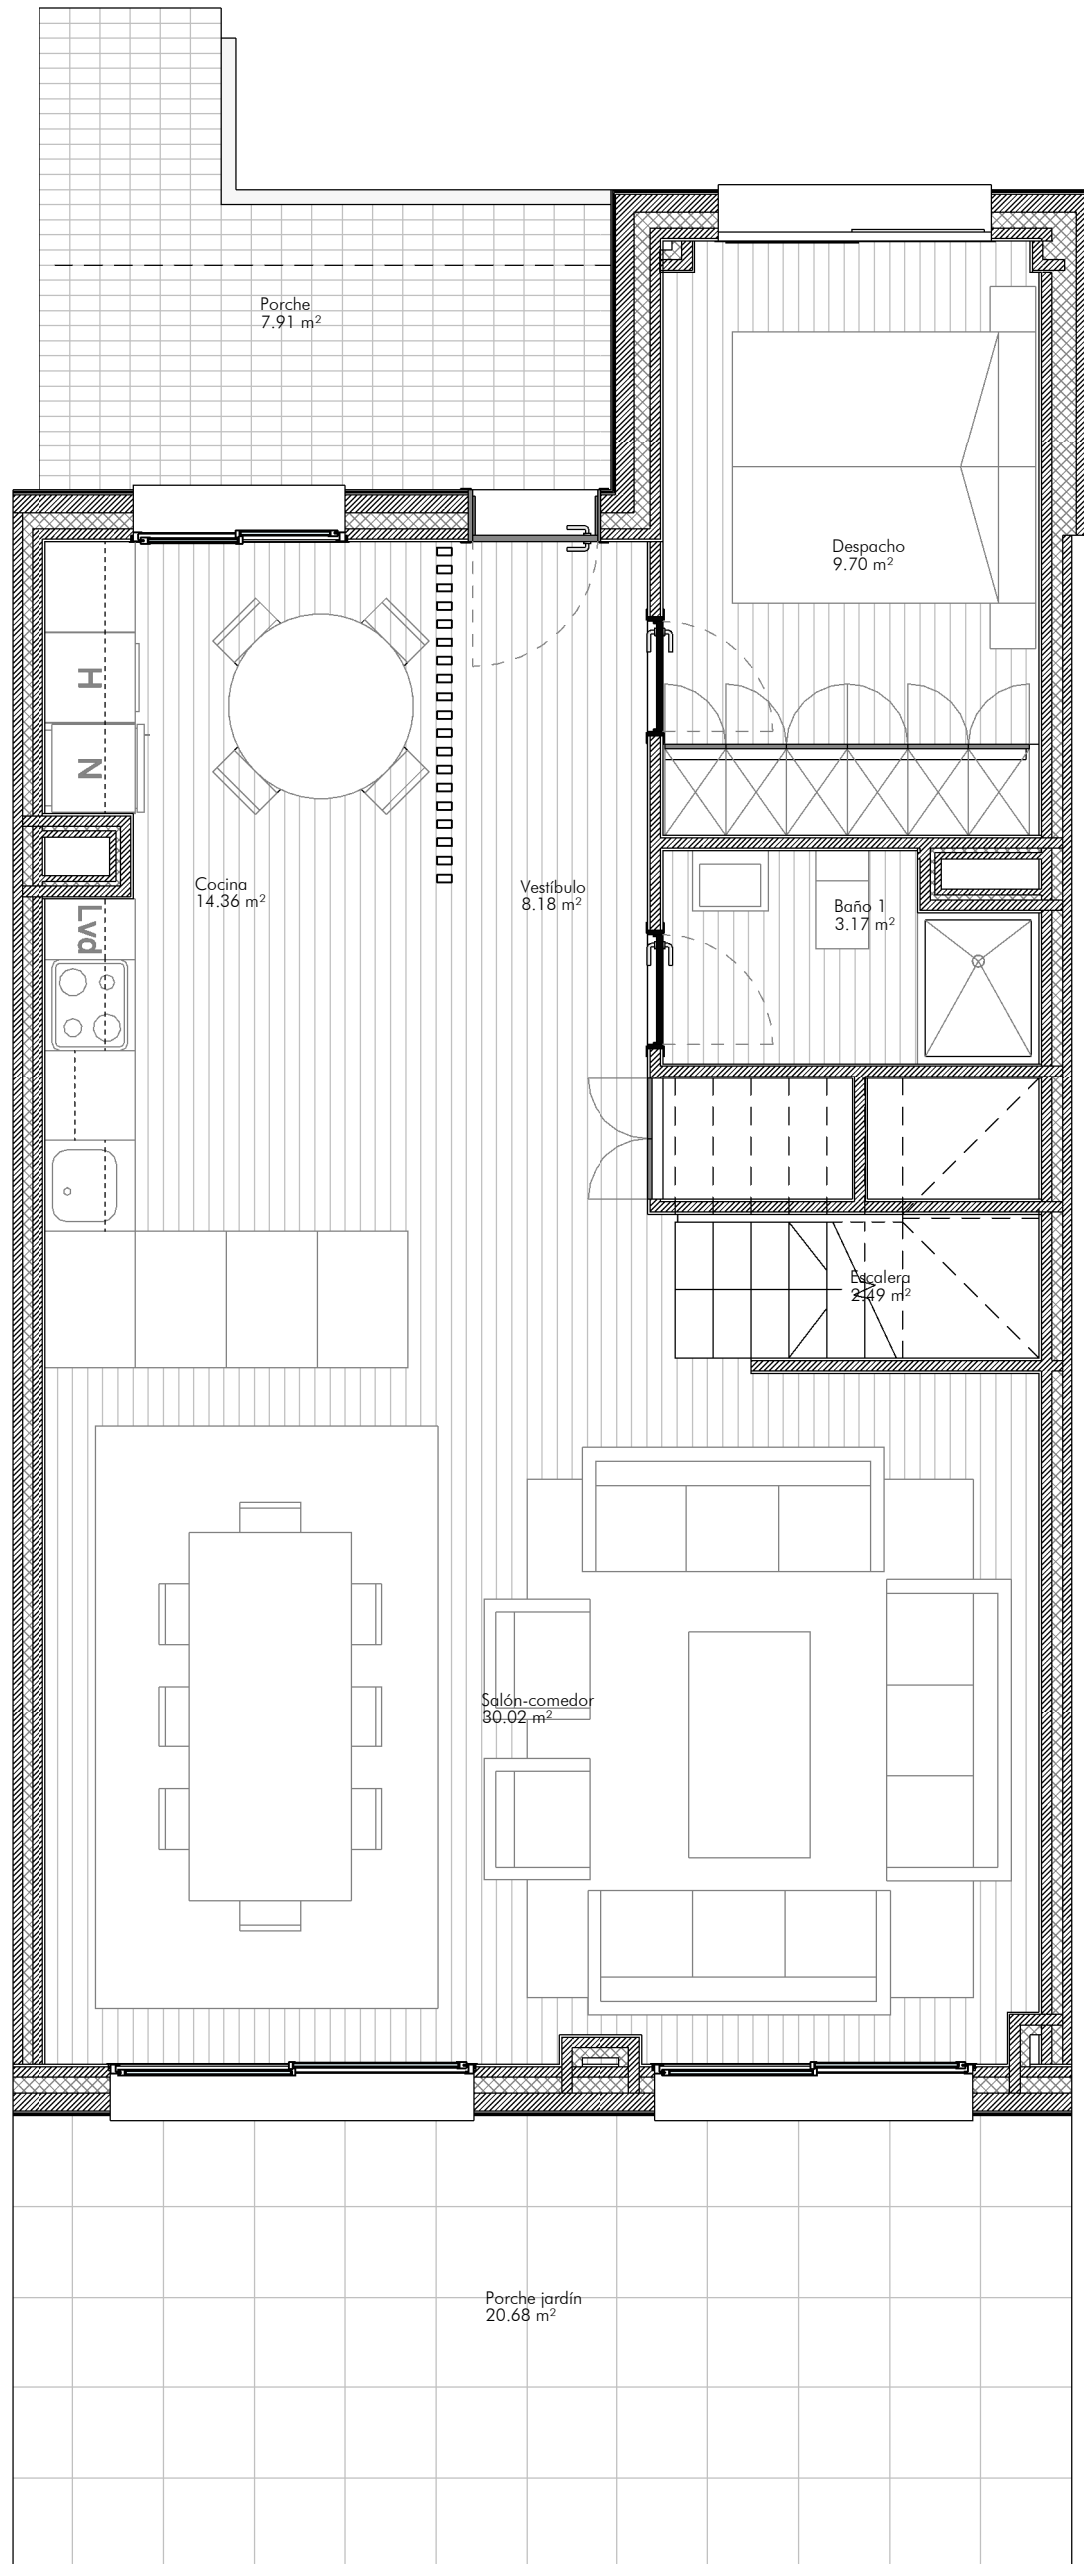 Porche
7.91 m²
Despacho
9.70 m²
H
N
Cocina
14.36 m²
Vestíbulo
8.18 m²
Baño 1
3.17 m²
Lvd
Escalera
2.49 m²
Salón-comedor
30.02 m²
Porche jardín
20.68 m²